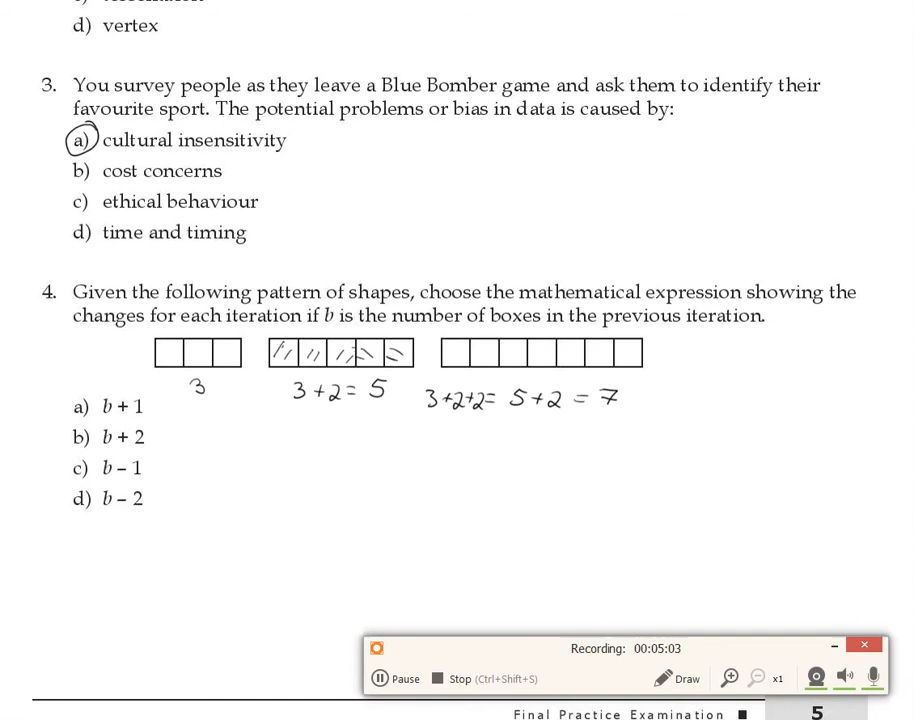 d) vertex
3. You survey people as they leave a Blue Bomber game and ask them to identify their
favourite sport. The potential problems or bias in data is caused by:
a) cultural insensitivity
b) cost concerns
c) ethical behaviour
d) time and timing
4. Given the following pattern of shapes, choose the mathematical expression showing the
changes for each iteration if b is the number of boxes in the previous iteration.
3 3+2= 5 3+2+2= 5+2 = 7
a) b + 1
b) b + 2
c) b – 1
d) b – 2
Recording: 00:05:03
Pause Stop (Ctrl+Shift+S) Draw x1
Final Practice Examination ■ 5